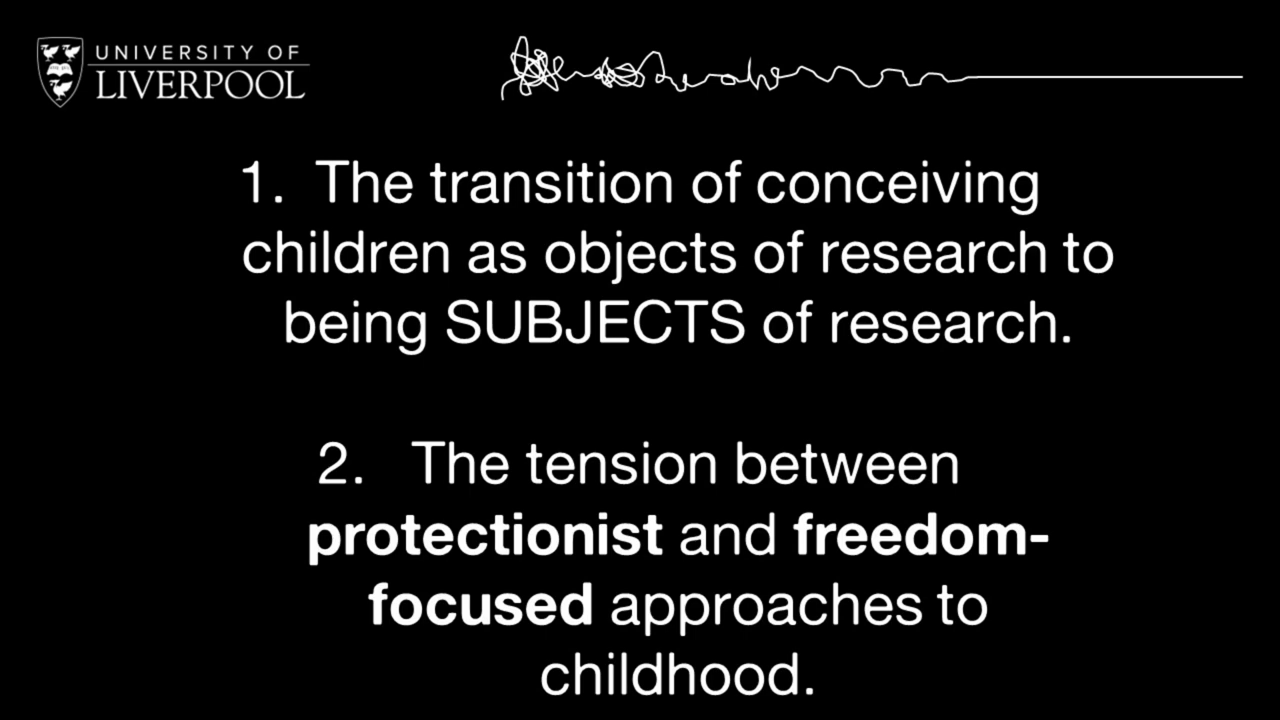 UNIVERSITY OF
LIVERPOOL
1. The transition of conceiving
children as objects of research to
being SUBJECTS of research.
2. The tension between
protectionist and freedom-
focused approaches to
childhood.